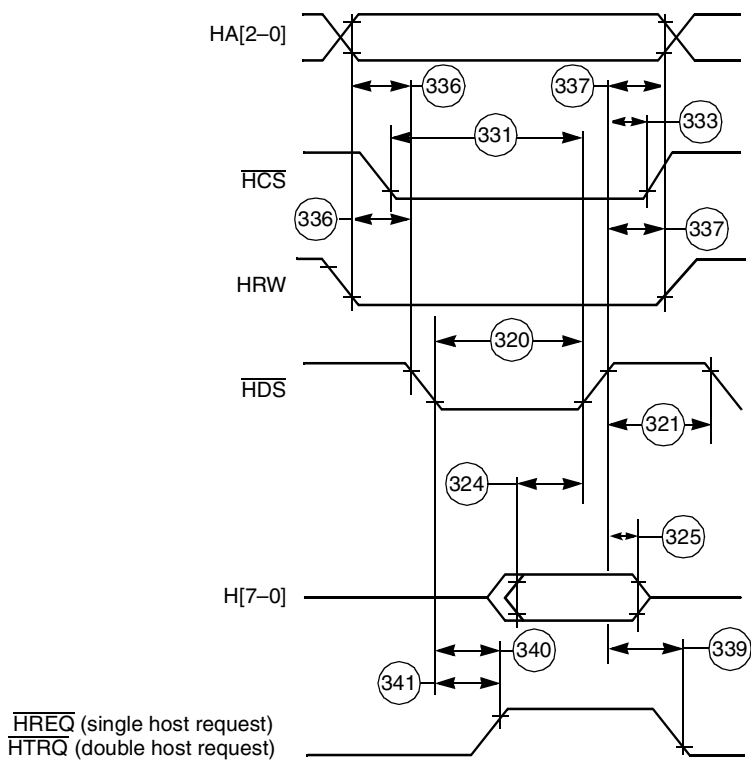 HA[2–0]
336
337
333
331
HCS
336
337
HRW
320
HDS
321
324
325
H[7–0]
340
339
341
HREQ (single host request)
HTRQ (double host request)